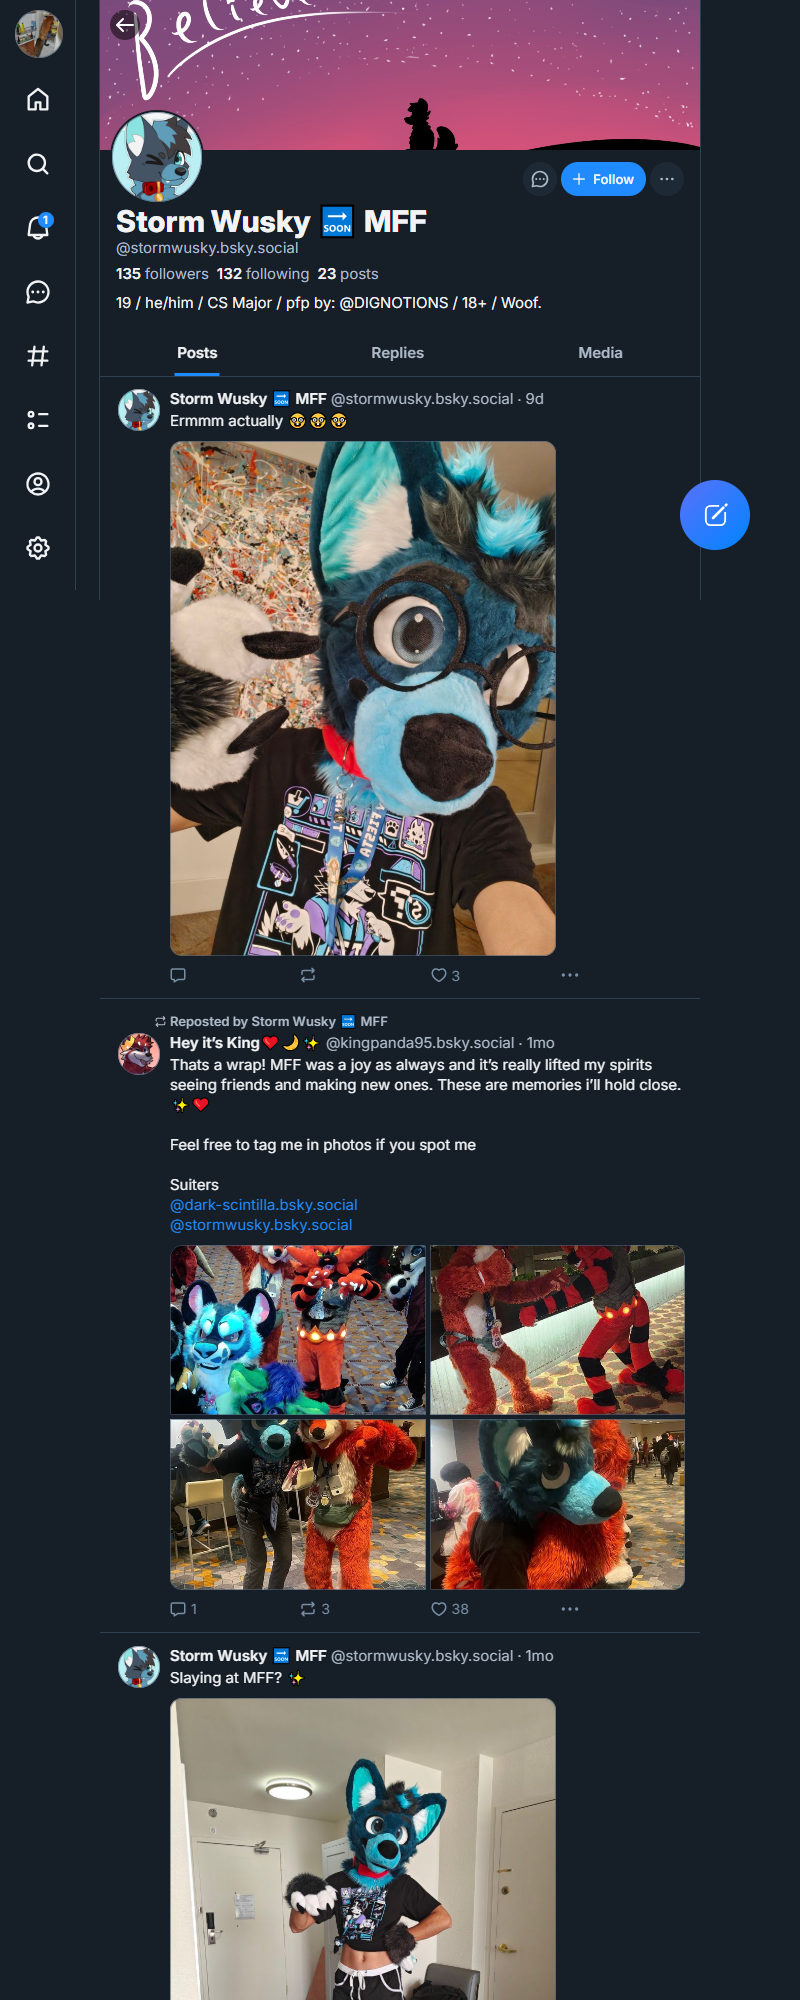 Believe
Storm Wusky 🔜 MFF
@stormwusky.bsky.social
135 followers 132 following 23 posts
19 / he/him / CS Major / pfp by: @DIGNOTIONS / 18+ / Woof.
+ Follow
1
Posts Replies Media
Storm Wusky 🔜 MFF @stormwusky.bsky.social · 9d
Ermmm actually 🤓🤓🤓
FIESTA
3
Reposted by Storm Wusky 🔜 MFF
Hey it’s King❤️🌙✨ @kingpanda95.bsky.social · 1mo
Thats a wrap! MFF was a joy as always and it’s really lifted my spirits
seeing friends and making new ones. These are memories i’ll hold close.
✨❤️
Feel free to tag me in photos if you spot me
Suiters
@dark-scintilla.bsky.social
@stormwusky.bsky.social
1 3 38
Storm Wusky 🔜 MFF @stormwusky.bsky.social · 1mo
Slaying at MFF? ✨